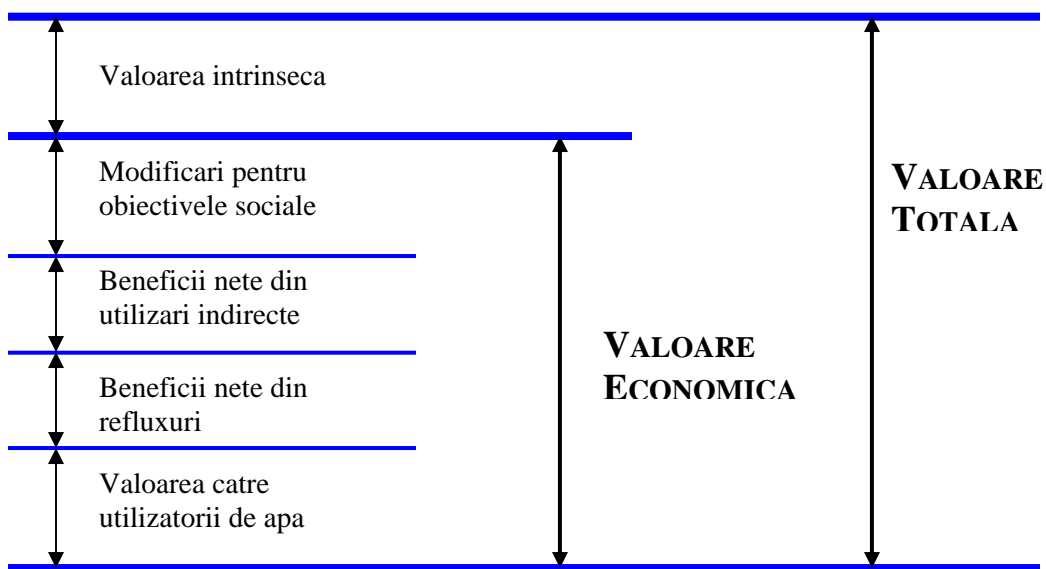 Valoarea intrinseca
Modificari pentru
obiectivele sociale
Beneficii nete din
utilizari indirecte
Beneficii nete din
refluxuri
Valoarea catre
utilizatorii de apa
VALOARE
ECONOMICA
VALOARE
TOTALA